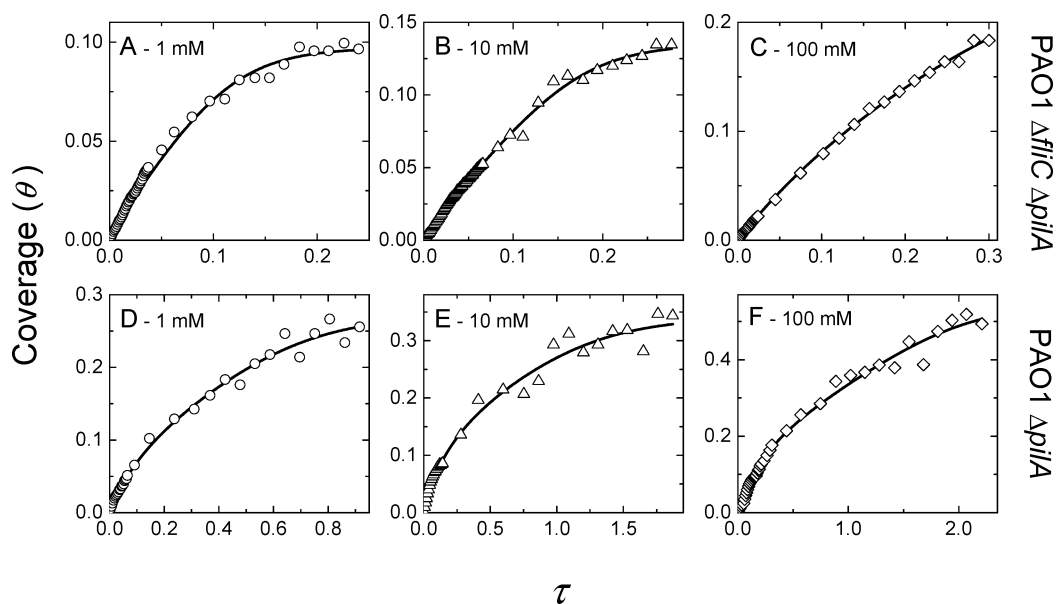 A - 1 mM
B - 10 mM
C - 100 mM
0.10
0.05
0.00
0.0 0.1 0.2
0.15
0.10
0.05
0.00
0.0 0.1 0.2
0.2
0.1
0.0
0.0 0.1 0.2 0.3
PAO1 ΔfliC ΔpilA
Coverage (θ)
D - 1 mM
E - 10 mM
F - 100 mM
0.3
0.2
0.1
0.0
0.0 0.2 0.4 0.6 0.8
0.3
0.2
0.1
0.0
0.0 0.5 1.0 1.5
0.4
0.2
0.0
0.0 1.0 2.0
PAO1 ΔpilA
τ